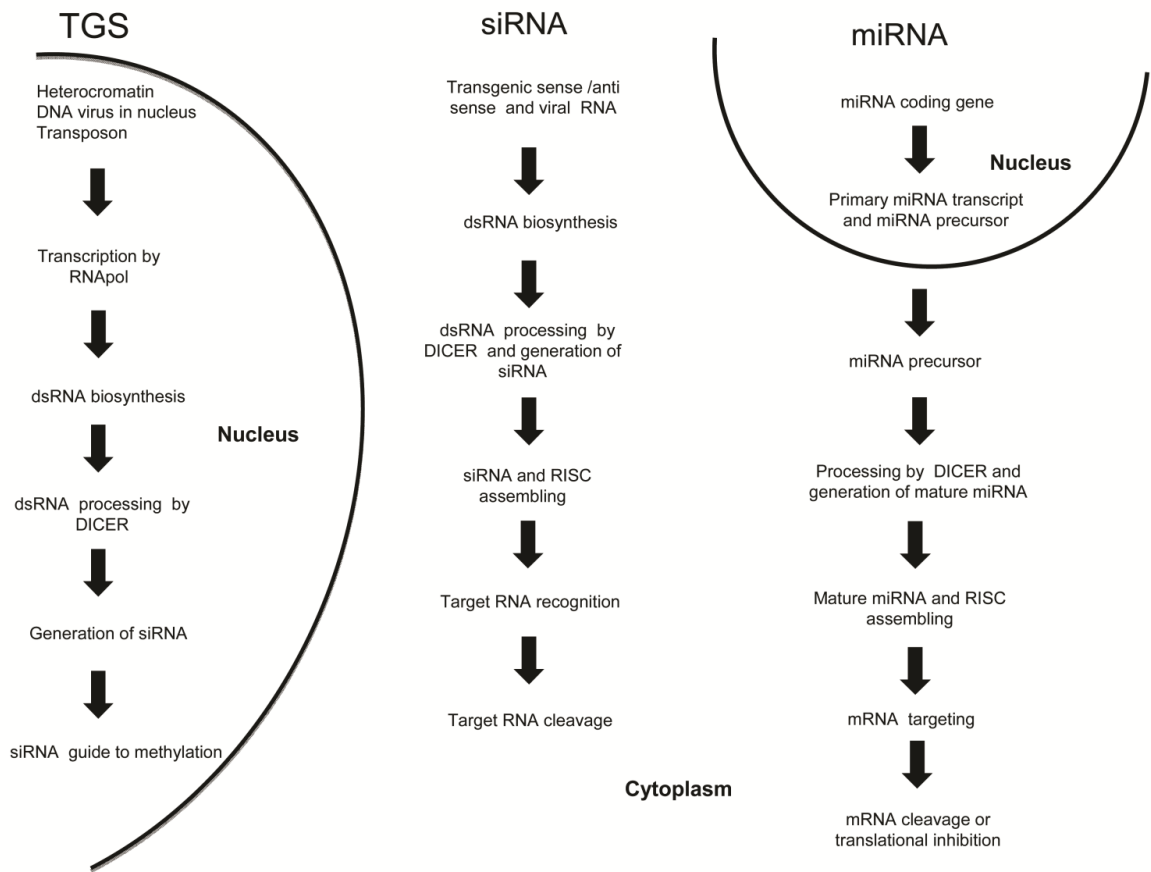 TGS
Heterocromatin
DNA virus in nucleus
Transposon
Transcription by
RNApol
dsRNA biosynthesis
Nucleus
dsRNA processing by
DICER
Generation of siRNA
siRNA guide to methylation
siRNA
Transgenic sense /anti
sense and viral RNA
dsRNA biosynthesis
dsRNA processing by
DICER and generation of
siRNA
siRNA and RISC
assembling
Target RNA recognition
Target RNA cleavage
Cytoplasm
miRNA
miRNA coding gene
Nucleus
Primary miRNA transcript
and miRNA precursor
miRNA precursor
Processing by DICER and
generation of mature miRNA
Mature miRNA and RISC
assembling
mRNA targeting
mRNA cleavage or
translational inhibition